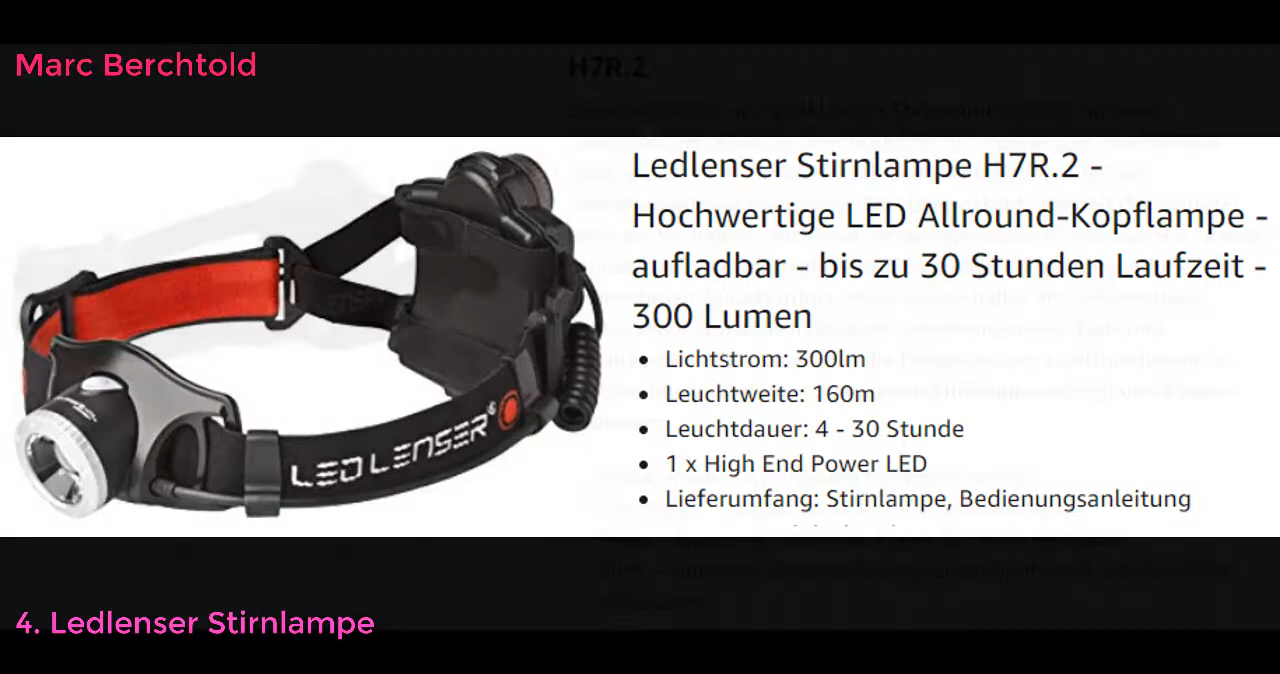 Marc Berchtold
H7R.2
Ledlenser Stirnlampe H7R.2 -
Hochwertige LED Allround-Kopflampe -
aufladbar - bis zu 30 Stunden Laufzeit -
300 Lumen
• Lichtstrom: 300lm
• Leuchtweite: 160m
• Leuchtdauer: 4 - 30 Stunde
• 1 x High End Power LED
• Lieferumfang: Stirnlampe, Bedienungsanleitung
LED LENSER®
4. Ledlenser Stirnlampe